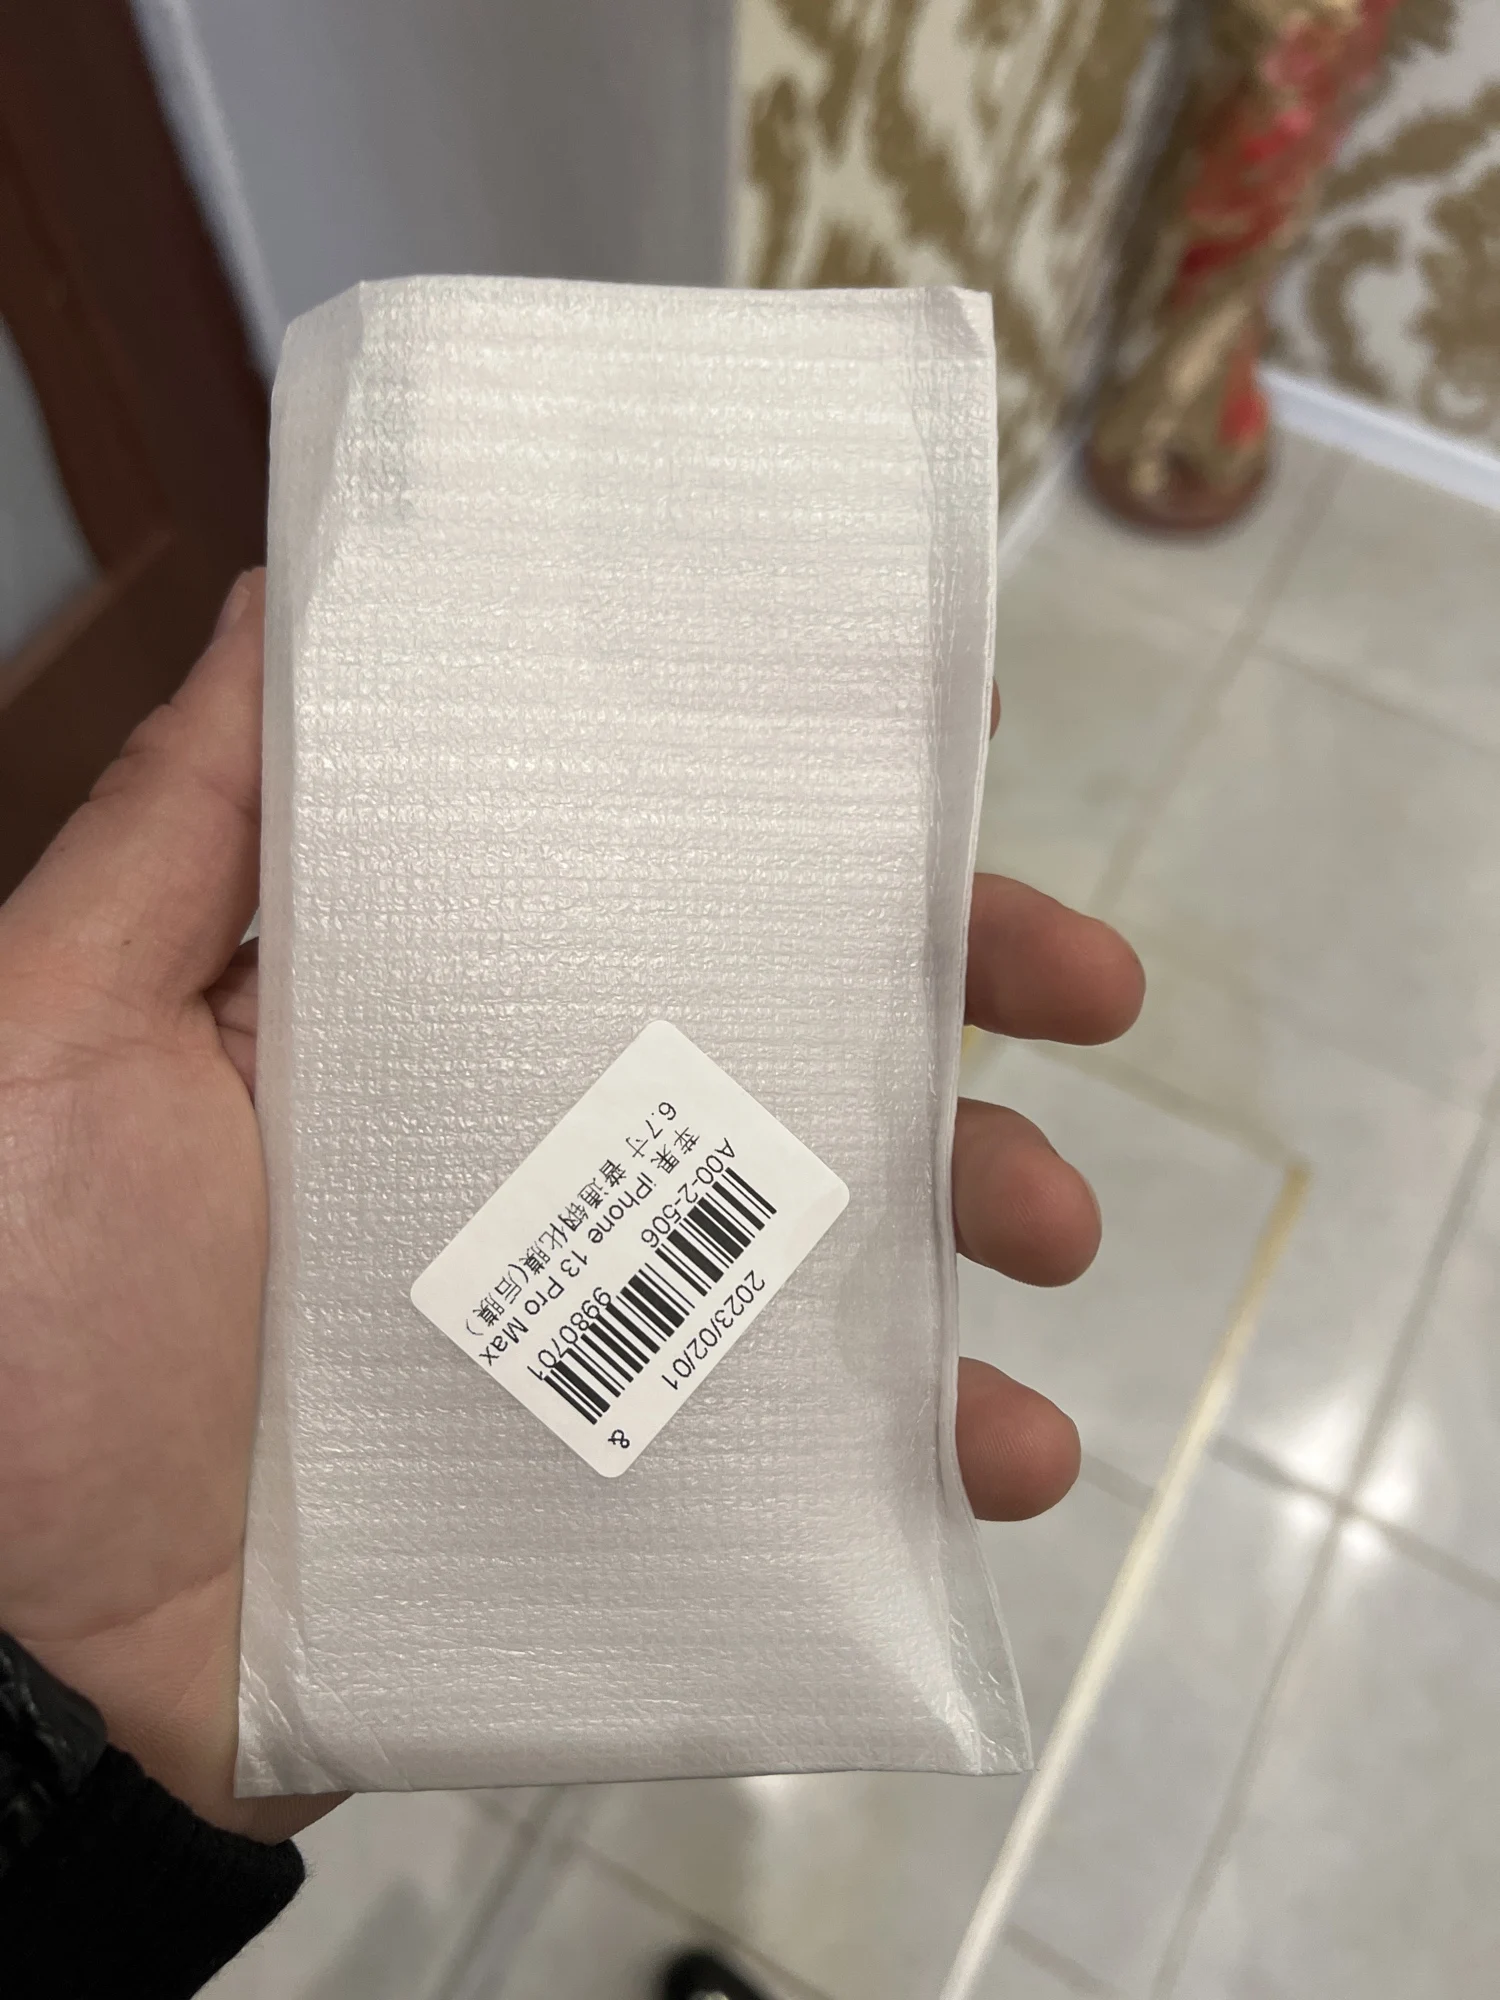 2023/02/01 &
A00-2-506 9980701
苹果 iPhone 13 Pro Max
6.7寸 普通钢化膜(后膜)